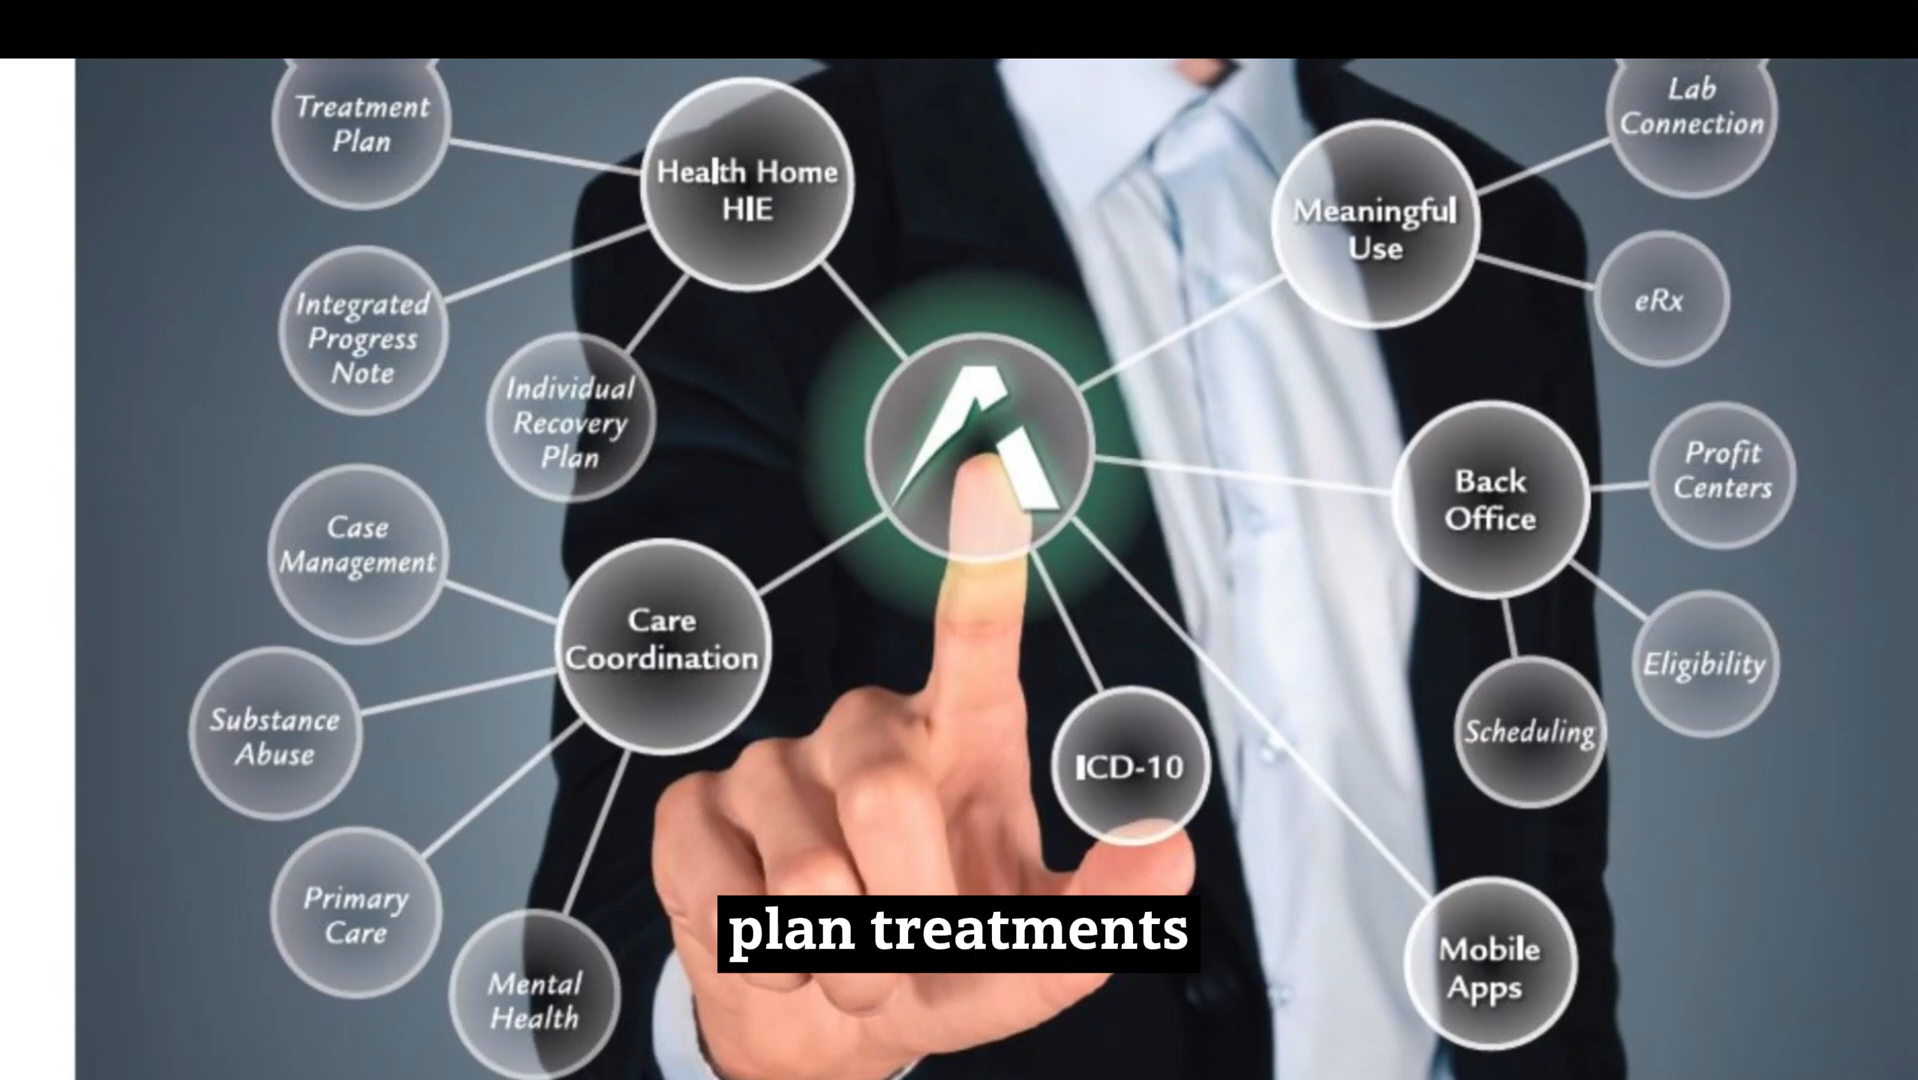 Treatment
Plan
Health Home
HIE
Integrated
Progress
Note
Individual
Recovery
Plan
Case
Management
Care
Coordination
Substance
Abuse
Primary
Care
Mental
Health
Meaningful
Use
Lab
Connection
eRx
Back
Office
Profit
Centers
Eligibility
Scheduling
ICD-10
Mobile
Apps
plan treatments